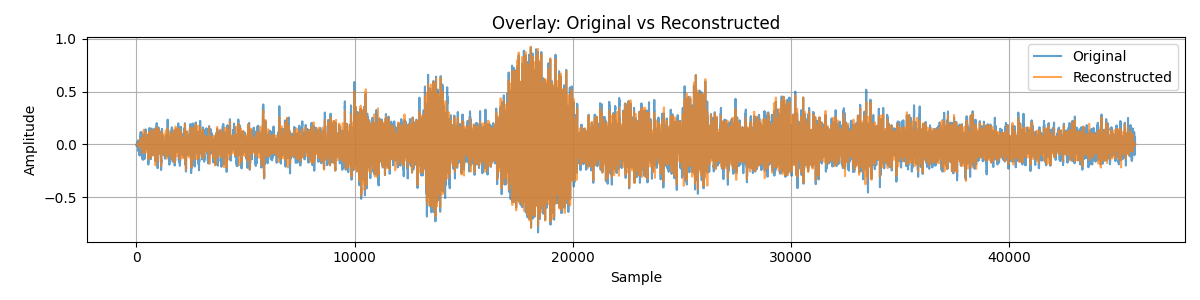 Overlay: Original vs Reconstructed
1.0
0.5
0.0
−0.5
Amplitude
Original
Reconstructed
0
10000
20000
30000
40000
Sample